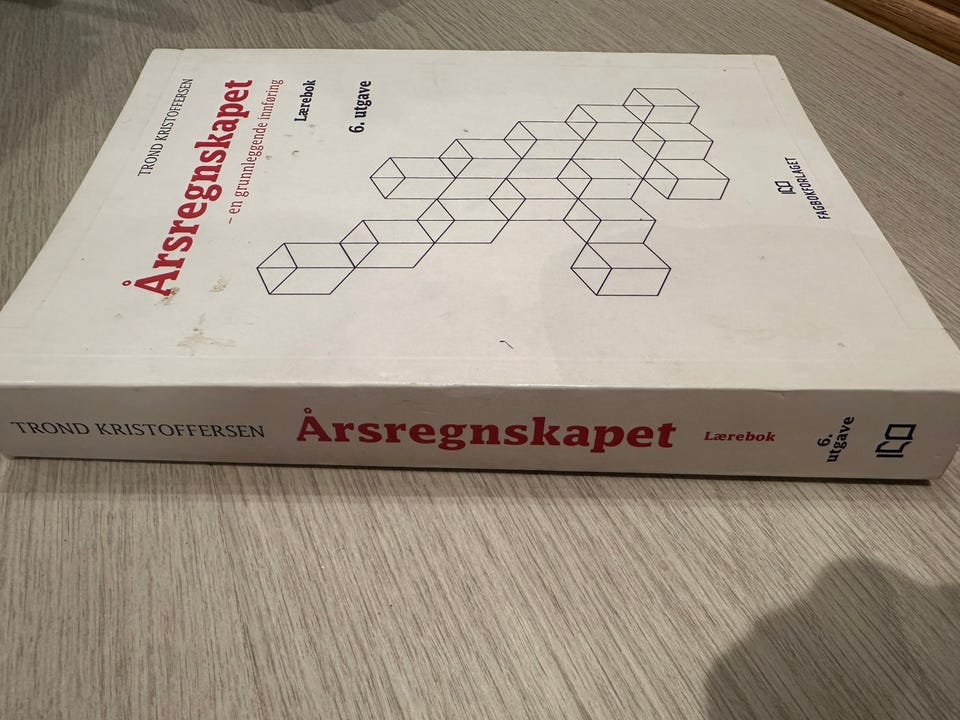 TROND KRISTOFFERSEN
Årsregnskapet
– en grunnleggende innføring
Lærebok
6. utgave
FAGBOKFORLAGET
TROND KRISTOFFERSEN
Årsregnskapet
Lærebok
6.
utgave